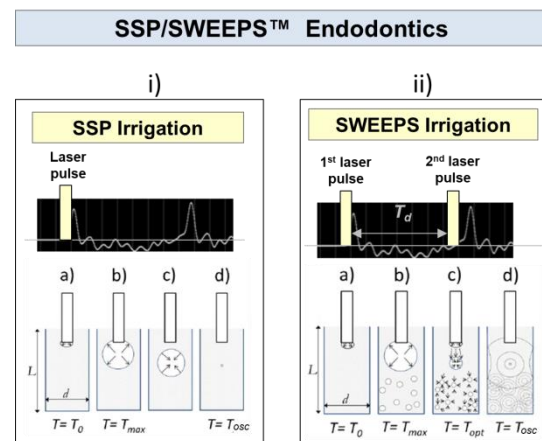 SSP/SWEEPS™ Endodontics
i)
SSP Irrigation
Laser
pulse
a) b) c) d)
L
d
T= T0 T= Tmax T= Tosc
ii)
SWEEPS Irrigation
1st laser
pulse
2nd laser
pulse
Td
a) b) c) d)
L
d
T= T0 T= Tmax T= Topt T= Tosc